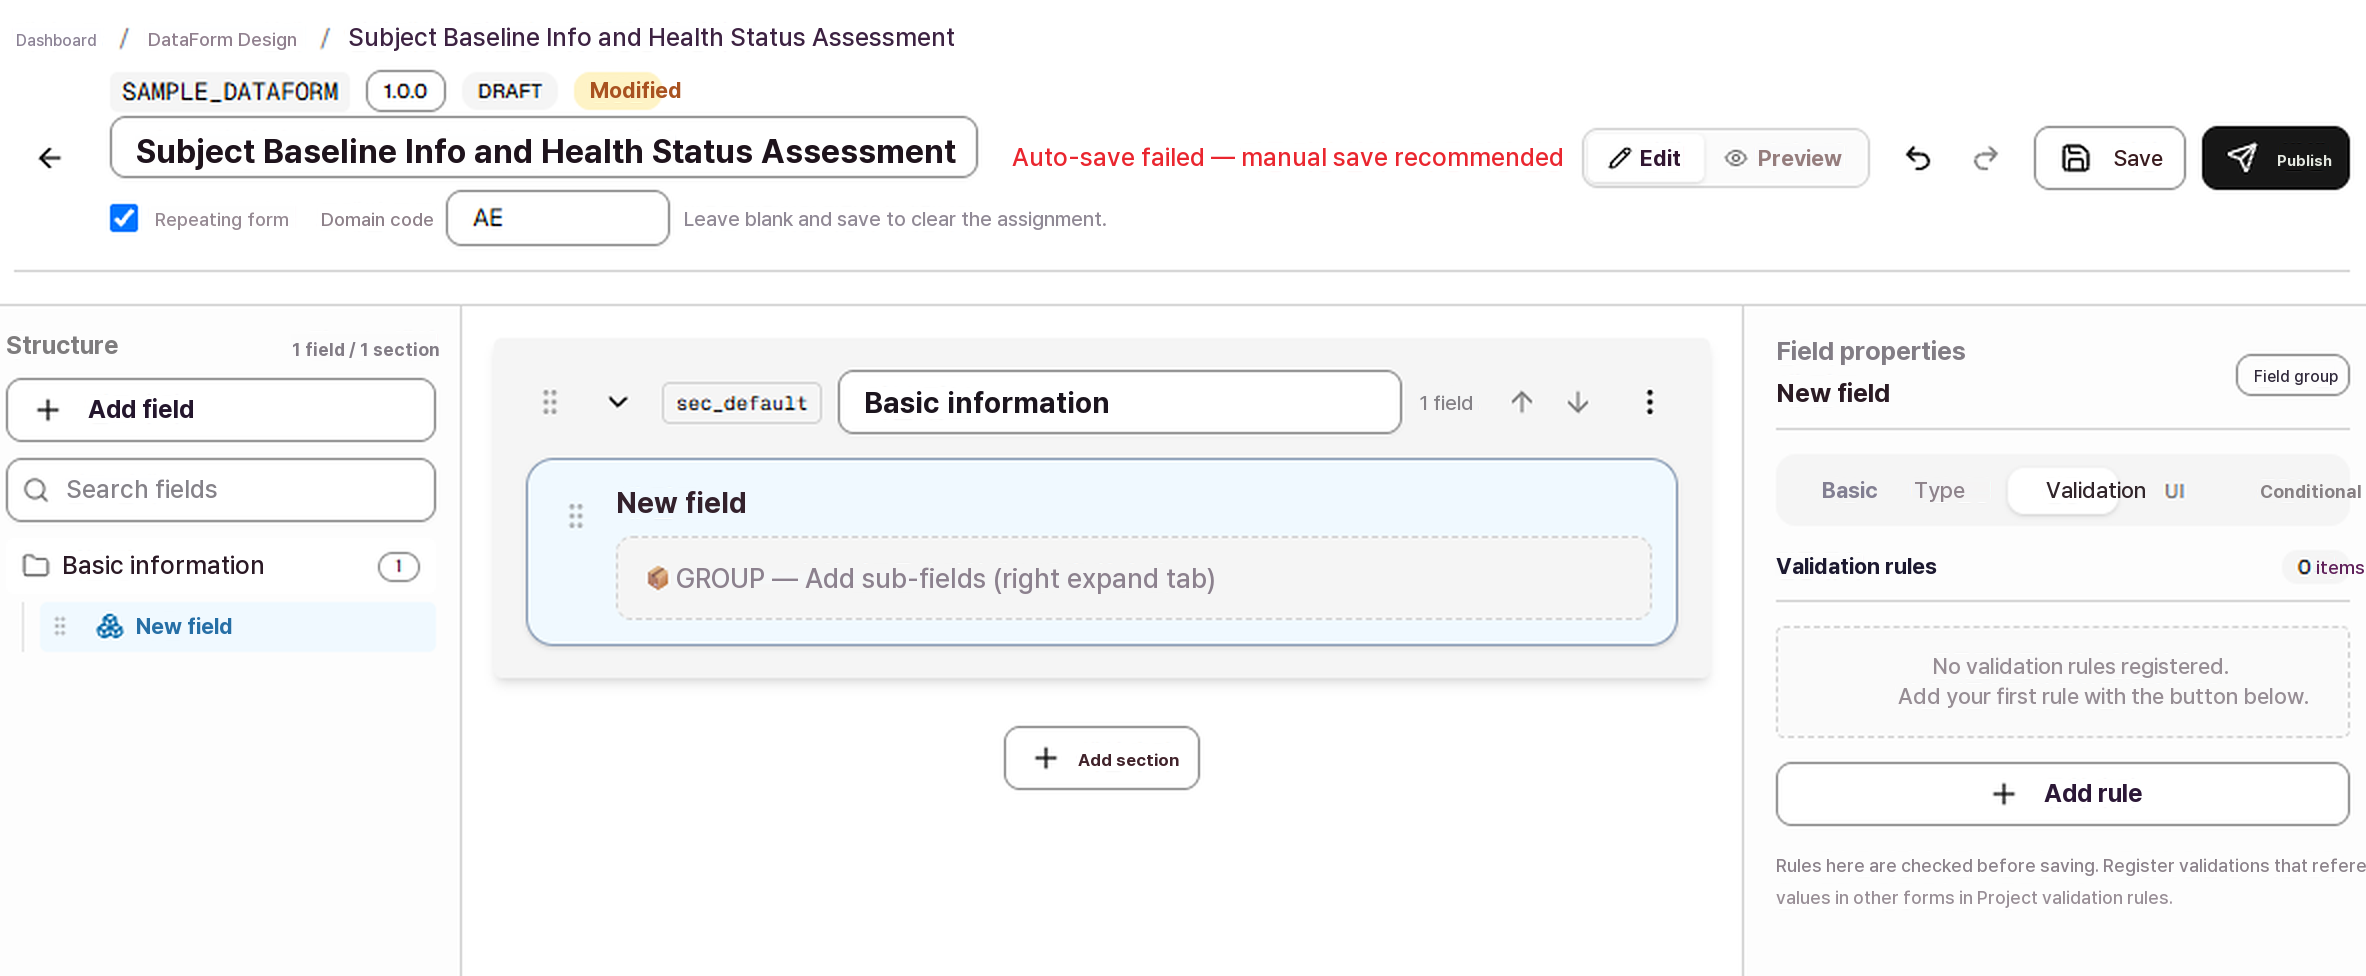 Dashboard / DataForm Design / Subject Baseline Info and Health Status Assessment
SAMPLE_DATAFORM 1.0.0 DRAFT Modified
Subject Baseline Info and Health Status Assessment
Auto-save failed — manual save recommended
Edit Preview Save Publish
Repeating form Domain code AE Leave blank and save to clear the assignment.
Structure 1 field / 1 section
Add field
Search fields
Basic information 1
New field
sec_default Basic information 1 field
New field
GROUP — Add sub-fields (right expand tab)
Add section
Field properties
New field
Field group
Basic Type Validation UI Conditional
Validation rules 0 items
No validation rules registered.
Add your first rule with the button below.
Add rule
Rules here are checked before saving. Register validations that refere
values in other forms in Project validation rules.